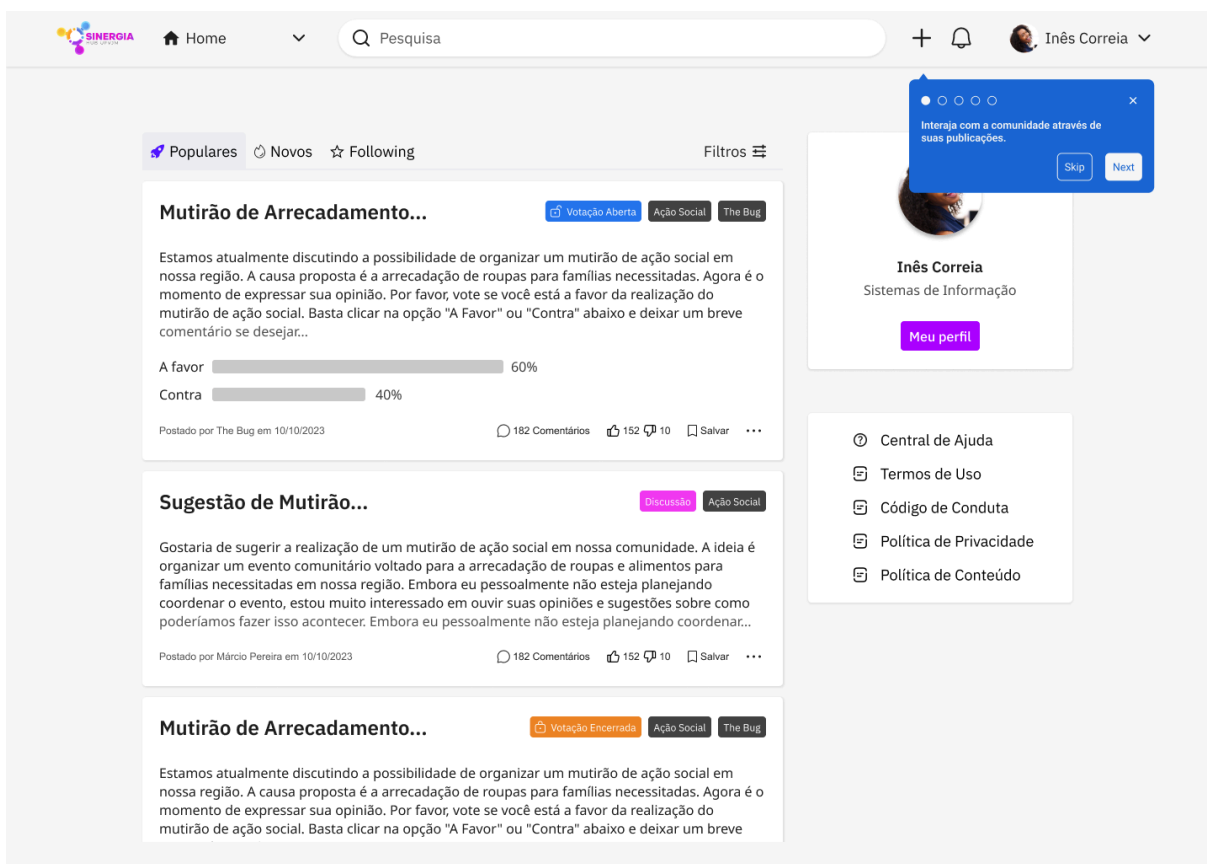 SINERGIA
HUB UFVJM
Home
Pesquisa
Inês Correia
Interaja com a comunidade através de
suas publicações.
Skip Next
Populares Novos Following Filtros
Mutirão de Arrecadamento...
Votação Aberta Ação Social The Bug
Estamos atualmente discutindo a possibilidade de organizar um mutirão de ação social em
nossa região. A causa proposta é a arrecadação de roupas para famílias necessitadas. Agora é o
momento de expressar sua opinião. Por favor, vote se você está a favor da realização do
mutirão de ação social. Basta clicar na opção "A Favor" ou "Contra" abaixo e deixar um breve
comentário se desejar...
A favor 60%
Contra 40%
Postado por The Bug em 10/10/2023 182 Comentários 152 10 Salvar ...
Sugestão de Mutirão...
Discussão Ação Social
Gostaria de sugerir a realização de um mutirão de ação social em nossa comunidade. A ideia é
organizar um evento comunitário voltado para a arrecadação de roupas e alimentos para
famílias necessitadas em nossa região. Embora eu pessoalmente não esteja planejando
coordenar o evento, estou muito interessado em ouvir suas opiniões e sugestões sobre como
poderíamos fazer isso acontecer. Embora eu pessoalmente não esteja planejando coordenar...
Postado por Márcio Pereira em 10/10/2023 182 Comentários 152 10 Salvar ...
Mutirão de Arrecadamento...
Votação Encerrada Ação Social The Bug
Estamos atualmente discutindo a possibilidade de organizar um mutirão de ação social em
nossa região. A causa proposta é a arrecadação de roupas para famílias necessitadas. Agora é o
momento de expressar sua opinião. Por favor, vote se você está a favor da realização do
mutirão de ação social. Basta clicar na opção "A Favor" ou "Contra" abaixo e deixar um breve
Inês Correia
Sistemas de Informação
Meu perfil
Central de Ajuda
Termos de Uso
Código de Conduta
Política de Privacidade
Política de Conteúdo